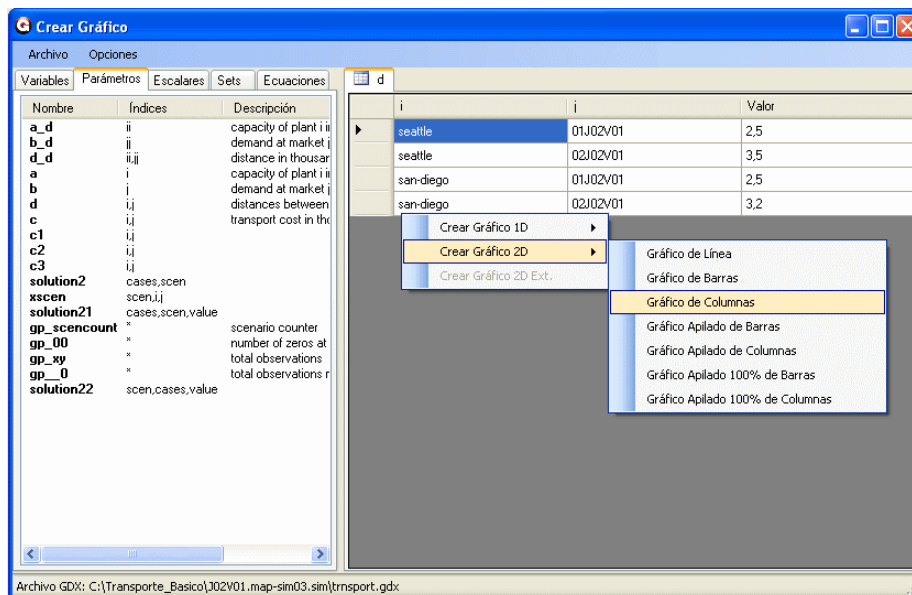 Crear Gráfico
Archivo Opciones
Variables Parámetros Escalares Sets Ecuaciones
Nombre Índices Descripción
a_d ii capacity of plant i in
b_d jj demand at market j
d_d ii,jj distance in thousan
a i capacity of plant i in
b j demand at market j
d i,j distances between
c i,j transport cost in tho
c1 i,j
c2 i,j
c3 i,j
solution2 cases,scen
xscen scen,i,j
solution21 cases,scen,value
gp_scencount * scenario counter
gp_00 * number of zeros at
gp_xy * total observations
gp__0 * total observations r
solution22 scen,cases,value
d
i j Valor
seattle 01J02V01 2,5
seattle 02J02V01 3,5
san-diego 01J02V01 2,5
san-diego 02J02V01 3,2
Crear Gráfico 1D
Crear Gráfico 2D
Crear Gráfico 2D Ext.
Gráfico de Línea
Gráfico de Barras
Gráfico de Columnas
Gráfico Apilado de Barras
Gráfico Apilado de Columnas
Gráfico Apilado 100% de Barras
Gráfico Apilado 100% de Columnas
Archivo GDX: C:\Transporte_Basico\J02V01.map-sim03.sim\trnsport.gdx